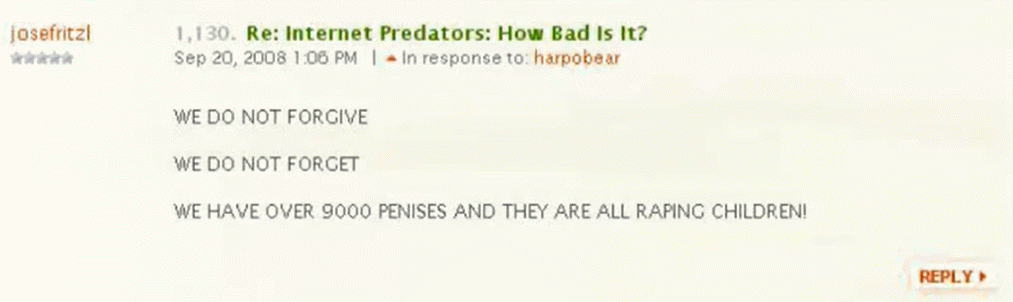 josefritzl
1,130. Re: Internet Predators: How Bad Is It?
Sep 20, 2008 1:06 PM | In response to: harpobear
WE DO NOT FORGIVE
WE DO NOT FORGET
WE HAVE OVER 9000 PENISES AND THEY ARE ALL RAPING CHILDREN!
REPLY